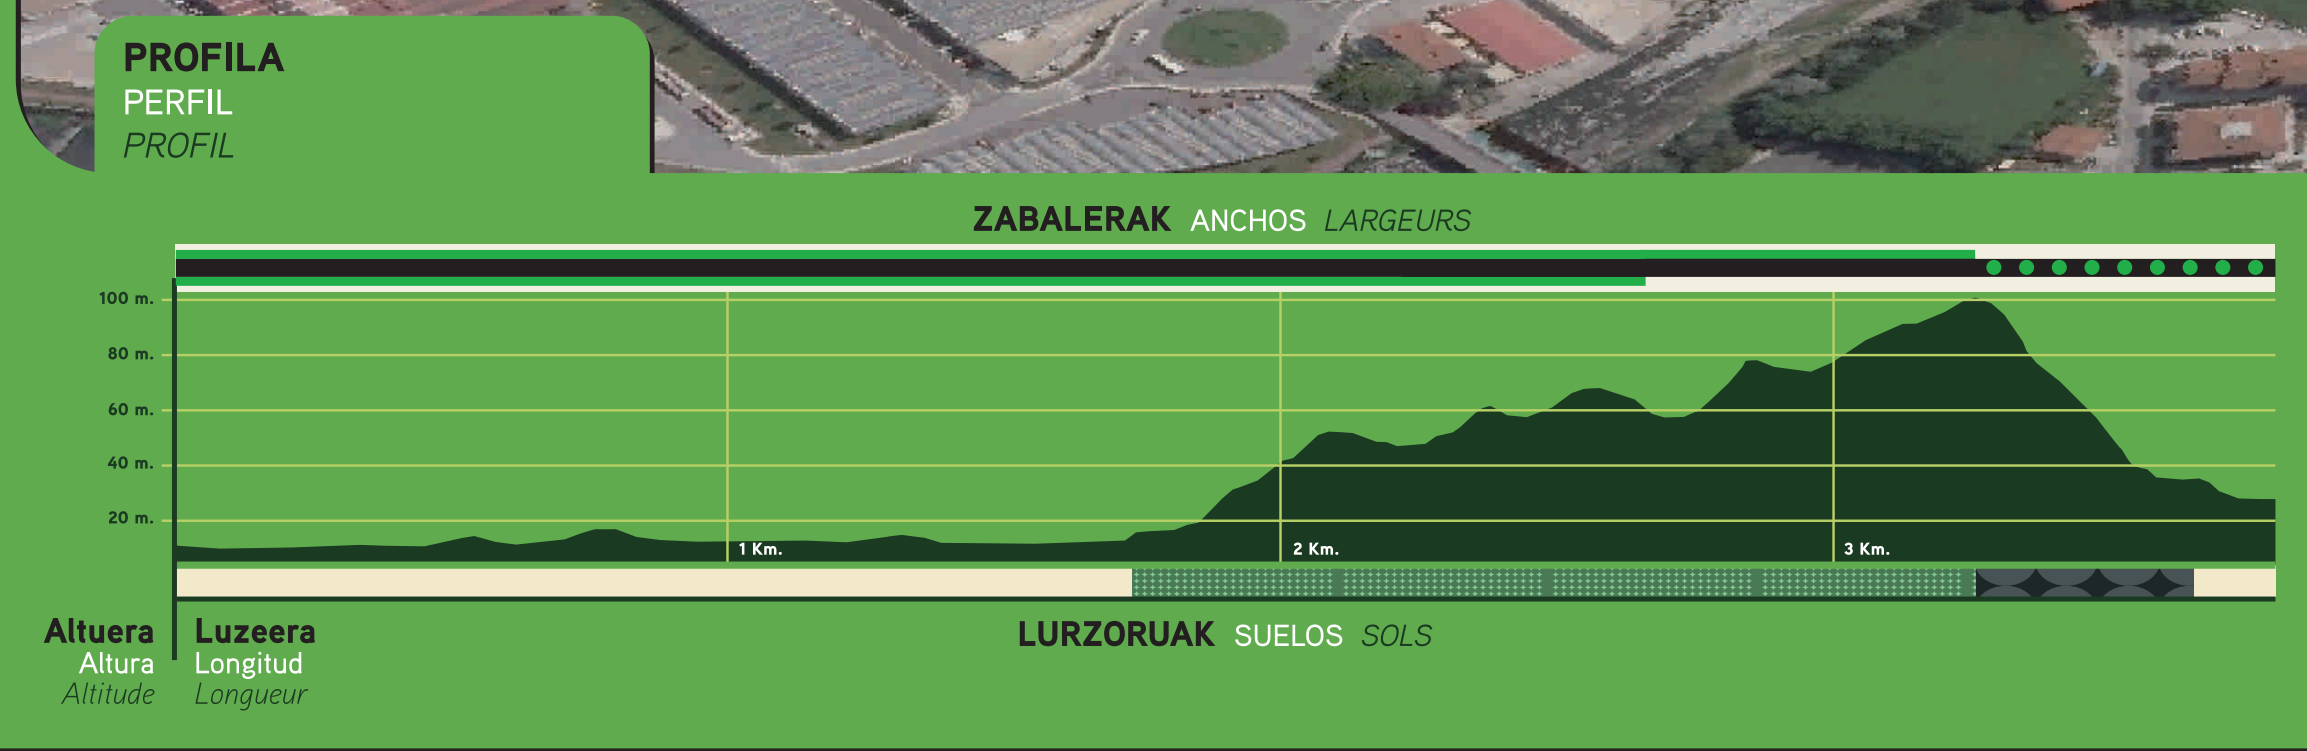 PROFILA
PERFIL
PROFIL
ZABALERAK ANCHOS LARGEURS
100 m.
80 m.
60 m.
40 m.
20 m.
1 Km. 2 Km. 3 Km.
Altuera Luzeera
Altura Longitud
Altitude Longueur
LURZORUAK SUELOS SOLS